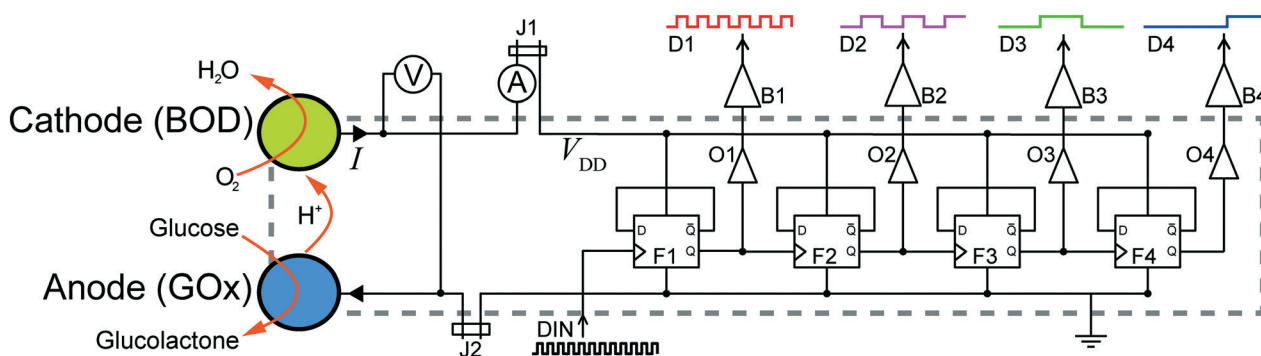 J1
D1
D2
D3
D4
H₂O
V
A
B1
B2
B3
B4
Cathode (BOD)
I
V_DD
O1
O2
O3
O4
O₂
H⁺
Glucose
D Q̅
F1 Q
D Q̅
F2 Q
D Q̅
F3 Q
D Q̅
F4 Q
Anode (GOx)
Glucolactone
J2
DIN